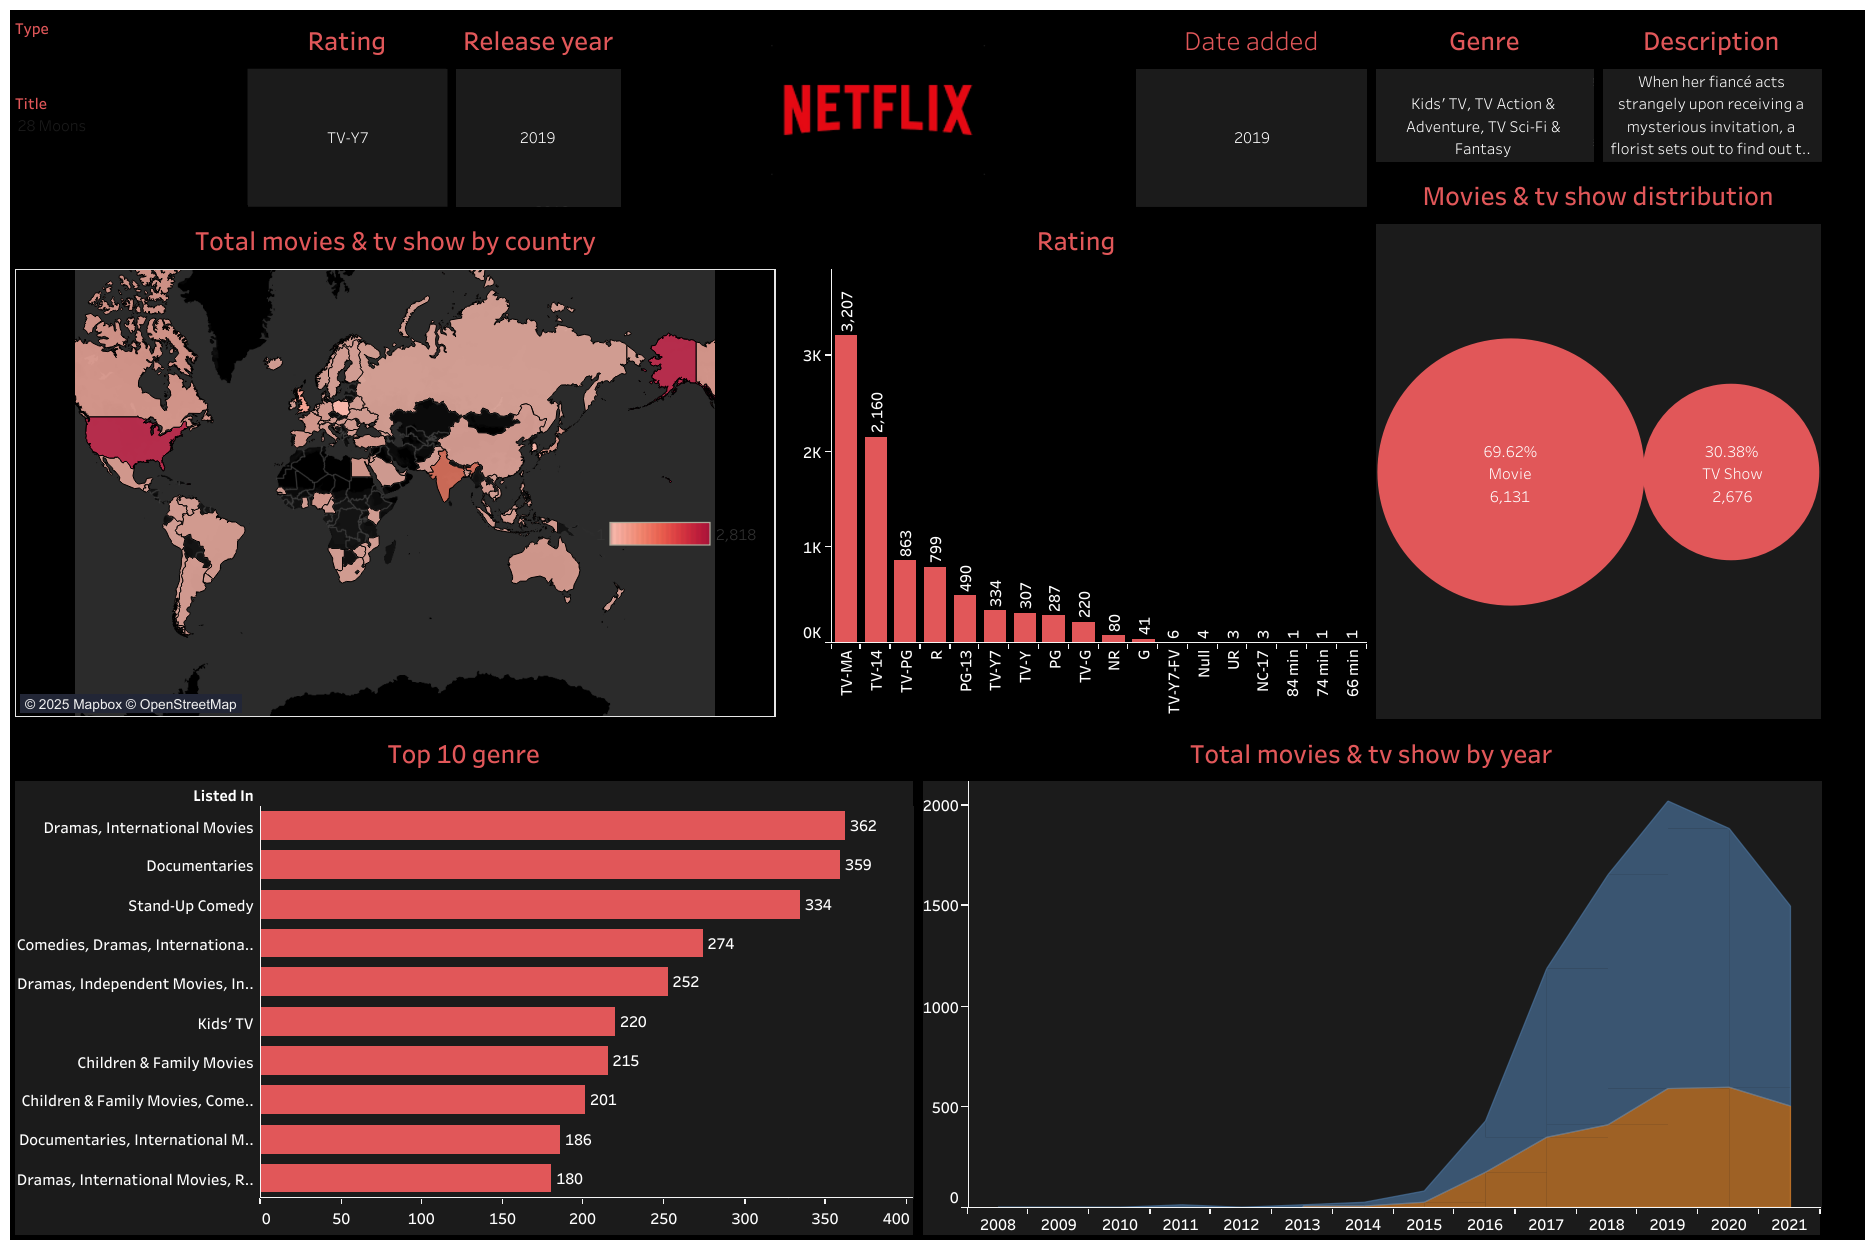 Type
Title
28 Moons
Rating
TV-Y7
Release year
2019
NETFLIX
Date added
2019
Genre
Kids’ TV, TV Action &
Adventure, TV Sci-Fi &
Fantasy
Description
When her fiancé acts
strangely upon receiving a
mysterious invitation, a
florist sets out to find out t..
Total movies & tv show by country
2,818
© 2025 Mapbox © OpenStreetMap
Rating
3K
2K
1K
0K
3,207
2,160
863
799
490
334
307
287
220
80
41
6
4
3
3
1
1
1
TV-MA
TV-14
TV-PG
R
PG-13
TV-Y7
TV-Y
PG
TV-G
NR
G
TV-Y7-FV
Null
UR
NC-17
84 min
74 min
66 min
Movies & tv show distribution
69.62%
Movie
6,131
30.38%
TV Show
2,676
Top 10 genre
Listed In
Dramas, International Movies 362
Documentaries 359
Stand-Up Comedy 334
Comedies, Dramas, Internationa.. 274
Dramas, Independent Movies, In.. 252
Kids’ TV 220
Children & Family Movies 215
Children & Family Movies, Come.. 201
Documentaries, International M.. 186
Dramas, International Movies, R.. 180
0 50 100 150 200 250 300 350 400
Total movies & tv show by year
2000
1500
1000
500
0
2008 2009 2010 2011 2012 2013 2014 2015 2016 2017 2018 2019 2020 2021